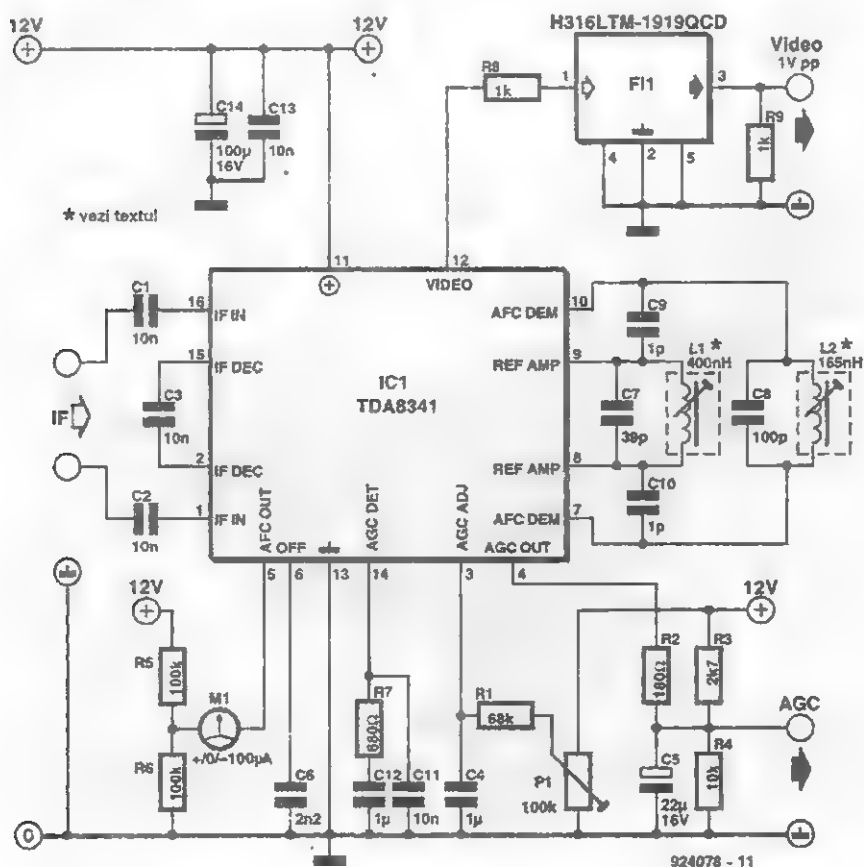 H316LTM-1919QCD
12V
12V
Video
1V pp
R8
1k
1
3
FI1
C14
100µ
16V
C13
10n
R9
1k
4
2
5
* vezi textul
11
12
VIDEO
C1
10n
16
IF IN
AFC DEM
10
C9
1p
15
IF DEC
REF AMP
9
L1 *
400nH
L2 *
165nH
IC1
TDA8341
C3
10n
IF
C7
39p
C8
100p
2
IF DEC
REF AMP
8
C10
1p
1
IF IN
AFC DEM
7
C2
10n
AFC OUT
OFF
AGC DET
AGC ADJ
AGC OUT
5
6
13
14
3
4
12V
12V
R5
100k
R2
180Ω
R3
2k7
M1
+/0/−100µA
R7
680Ω
R1
68k
AGC
R6
100k
C6
2n2
C12
1µ
C11
10n
C4
1µ
P1
100k
C5
22µ
16V
R4
10k
0
924078 - 11